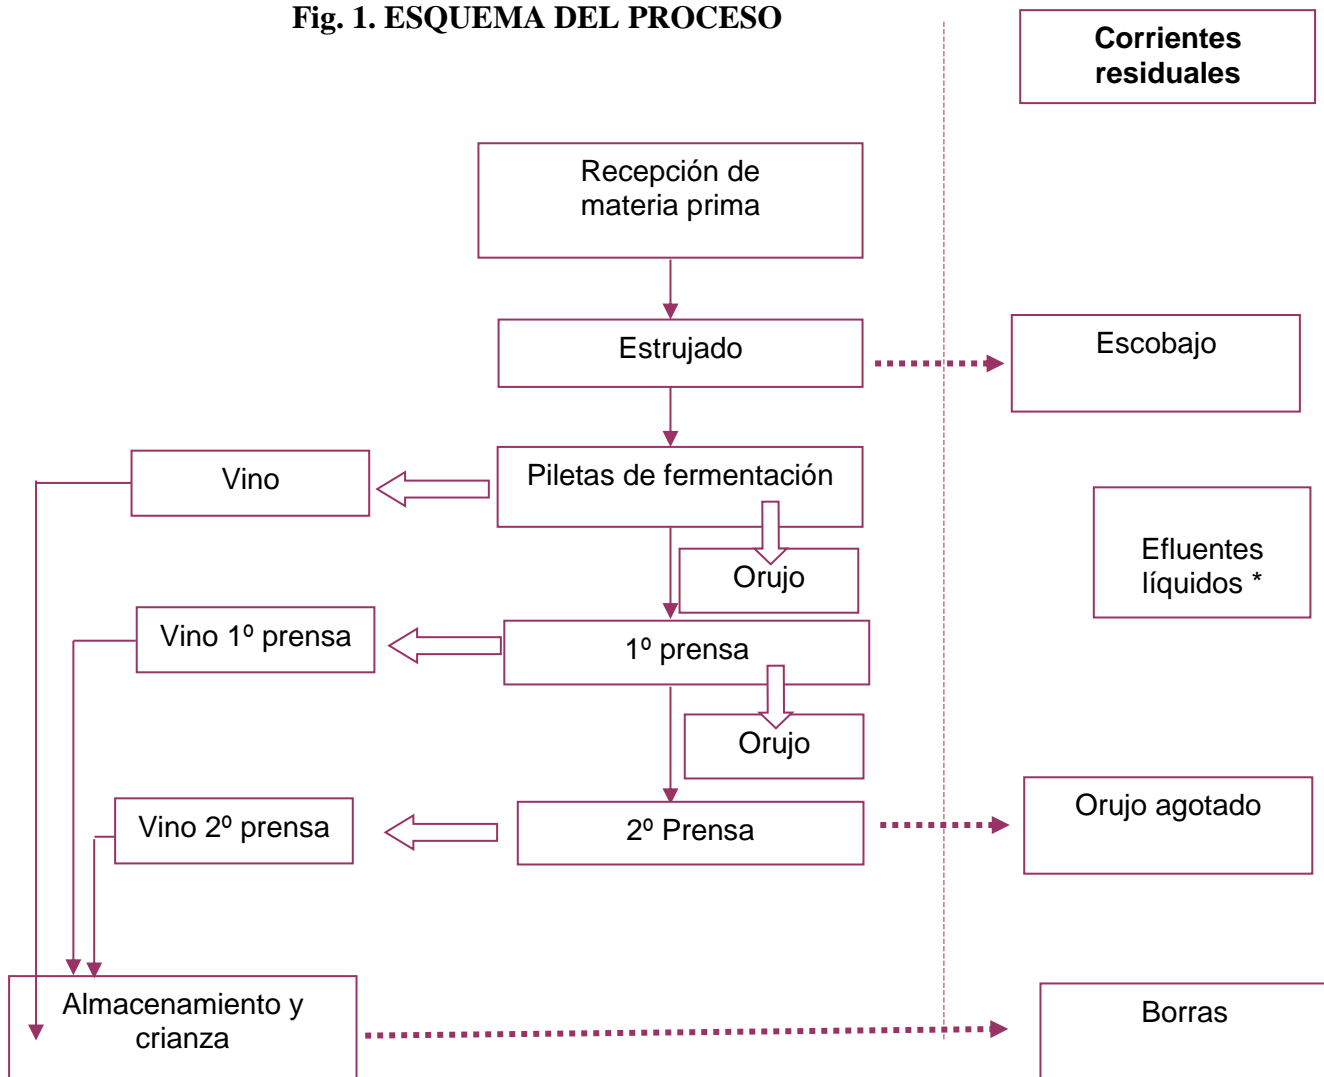 Fig. 1. ESQUEMA DEL PROCESO
Corrientes
residuales
Recepción de
materia prima
Estrujado
Escobajo
Vino
Piletas de fermentación
Efluentes
líquidos *
Orujo
Vino 1º prensa
1º prensa
Orujo
Vino 2º prensa
2º Prensa
Orujo agotado
Almacenamiento y
crianza
Borras